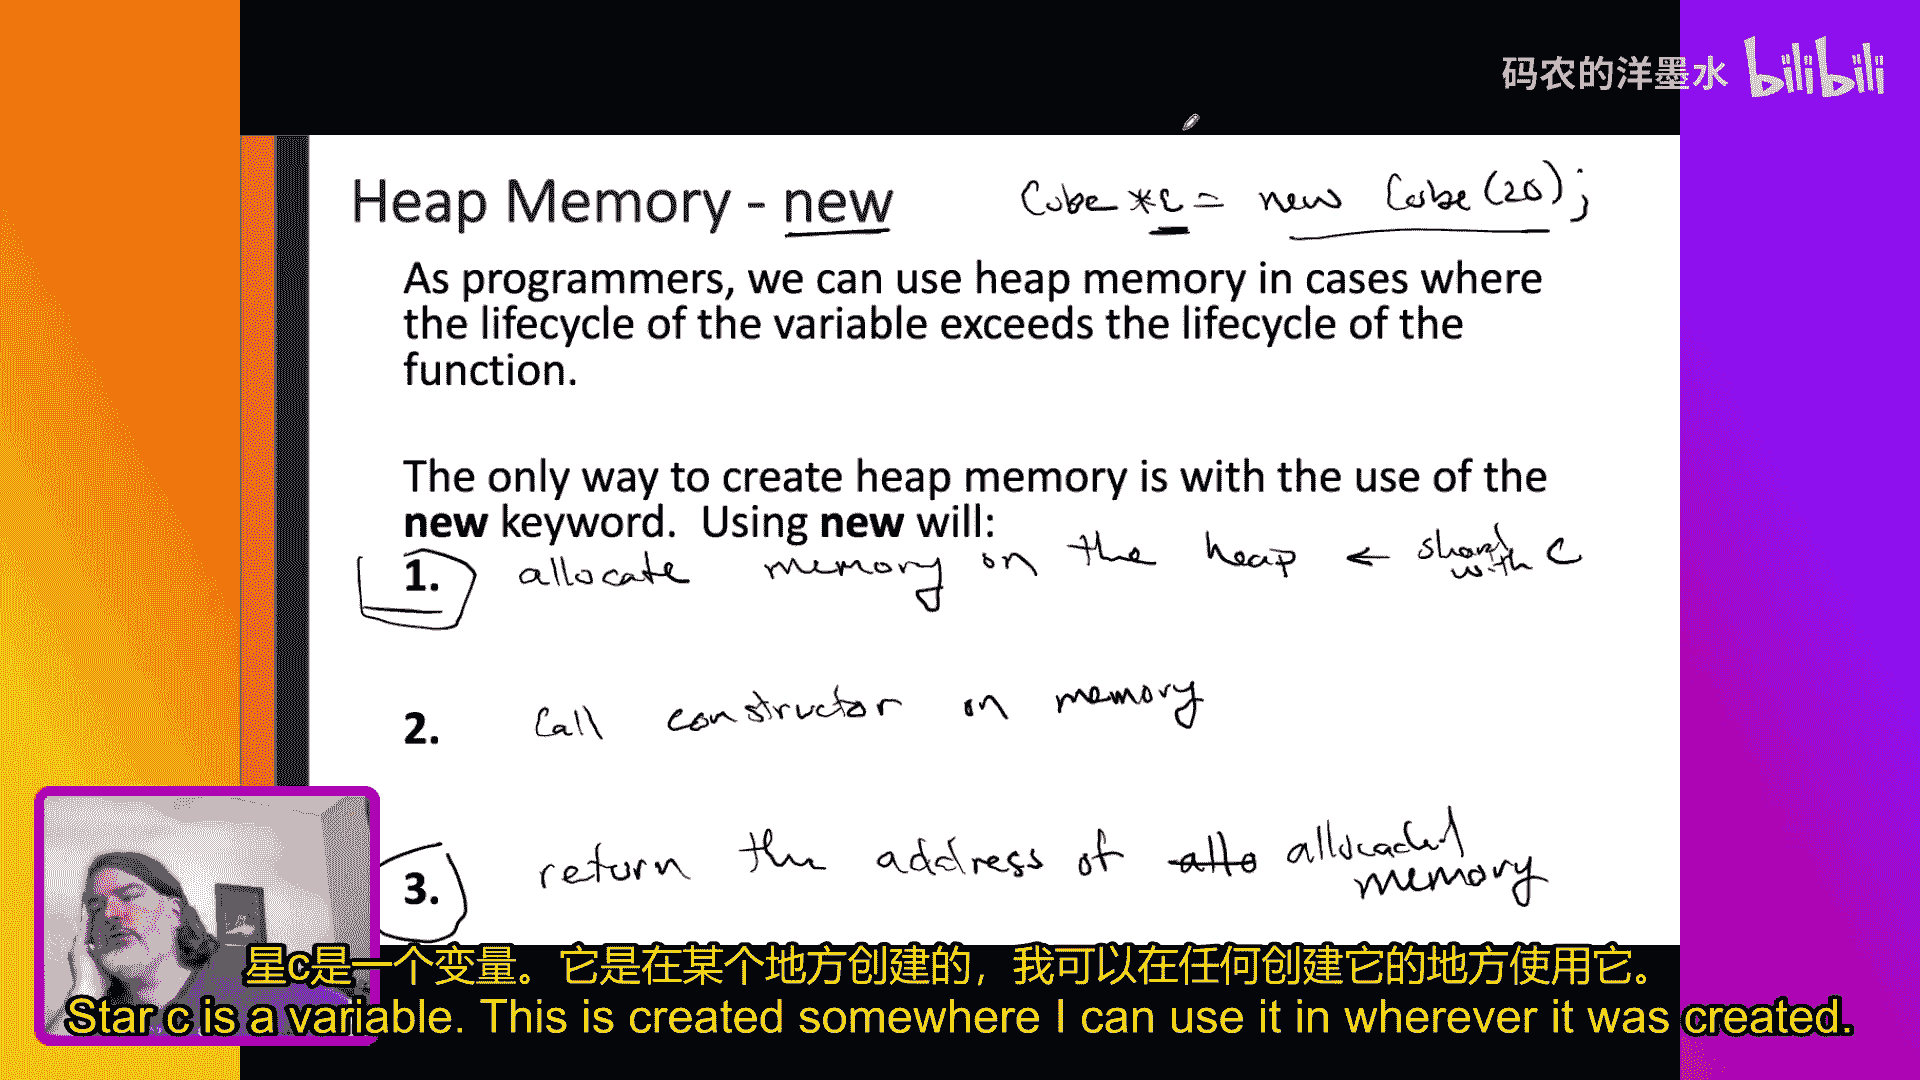 码农的洋墨水 bilibili
Heap Memory - new
Cube *c = new Cube(20);
As programmers, we can use heap memory in cases where
the lifecycle of the variable exceeds the lifecycle of the
function.
The only way to create heap memory is with the use of the
new keyword. Using new will:
1. allocate memory on the heap ← with C
2. Call constructor on memory
3. return the address of allo allocated
memory
星c是一个变量。它是在某个地方创建的，我可以在任何创建它的地方使用它。
Star c is a variable. This is created somewhere I can use it in wherever it was created.